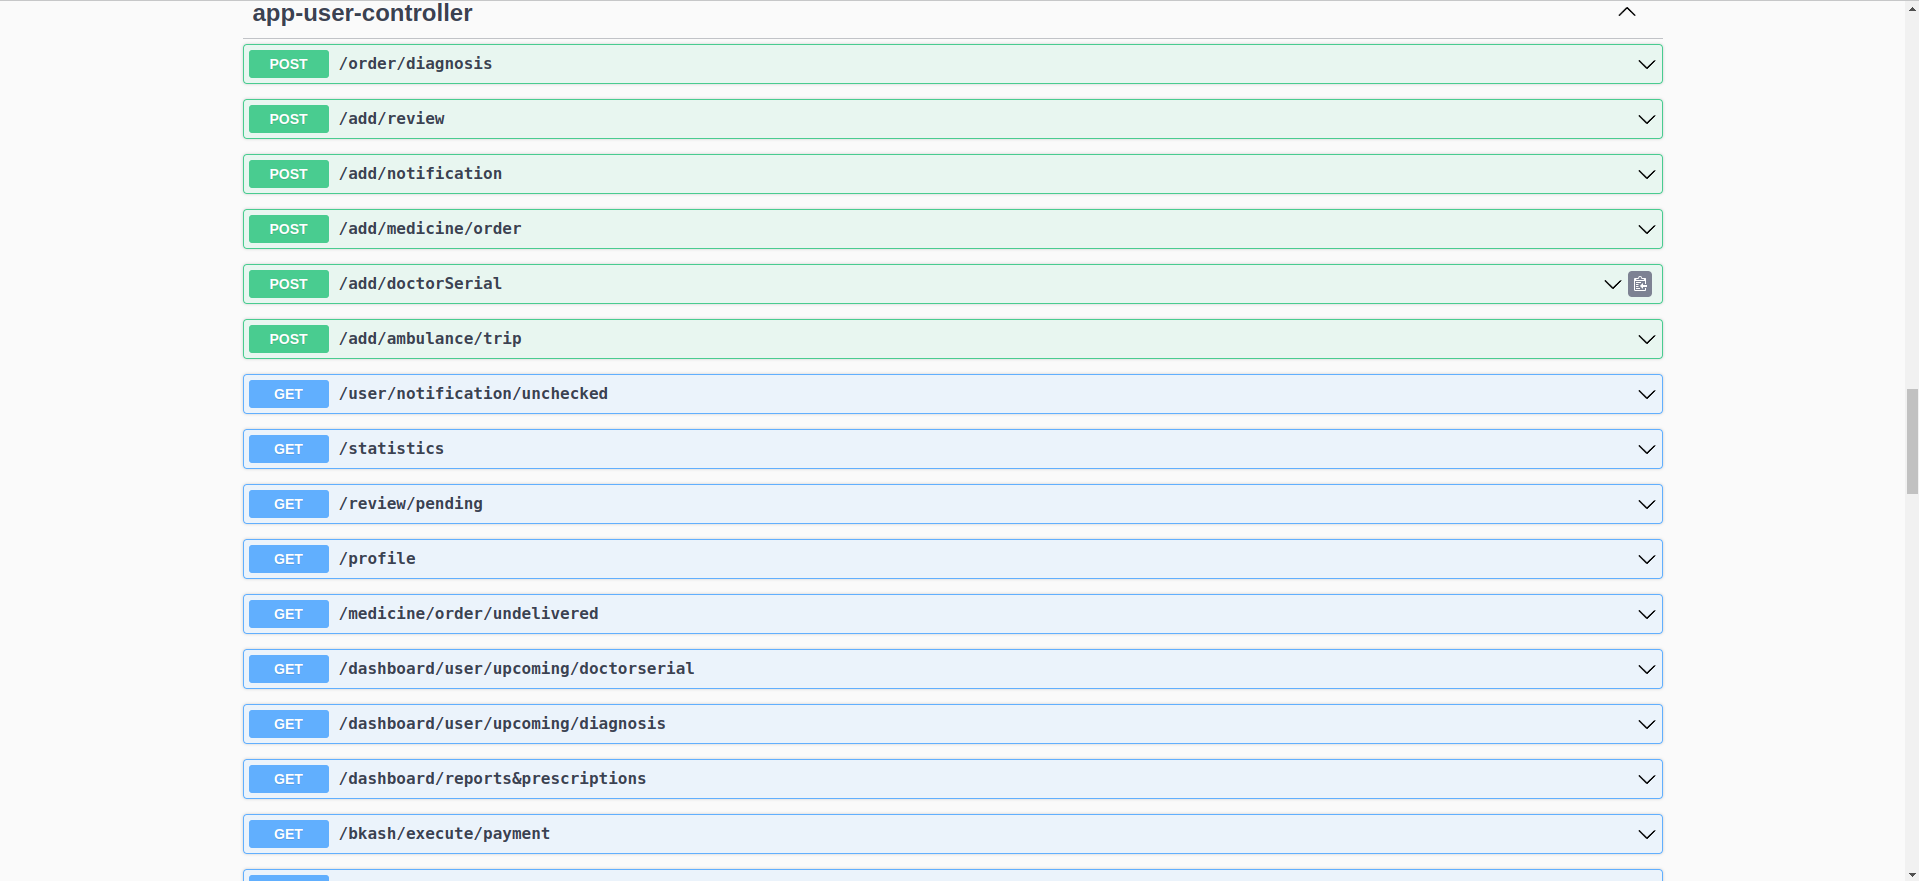 app-user-controller
POST /order/diagnosis
POST /add/review
POST /add/notification
POST /add/medicine/order
POST /add/doctorSerial
POST /add/ambulance/trip
GET /user/notification/unchecked
GET /statistics
GET /review/pending
GET /profile
GET /medicine/order/undelivered
GET /dashboard/user/upcoming/doctorserial
GET /dashboard/user/upcoming/diagnosis
GET /dashboard/reports&prescriptions
GET /bkash/execute/payment